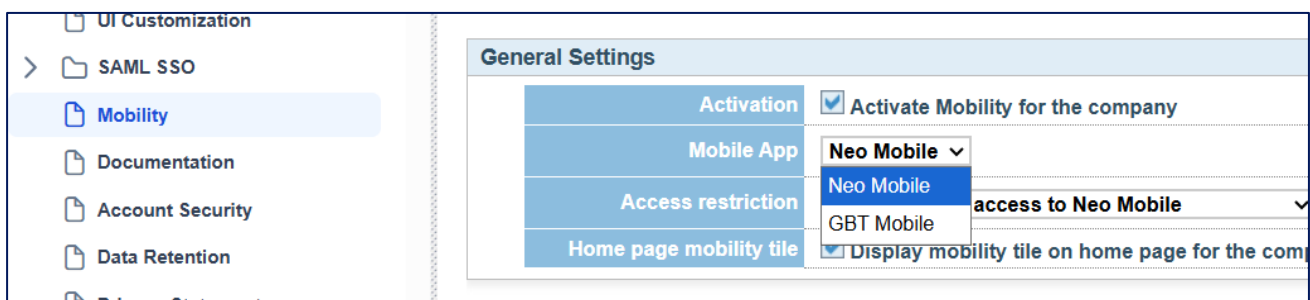 UI Customization
SAML SSO
Mobility
Documentation
Account Security
Data Retention
General Settings
Activation Activate Mobility for the company
Mobile App Neo Mobile
Neo Mobile
GBT Mobile
Access restriction access to Neo Mobile
Home page mobility tile Display mobility tile on home page for the